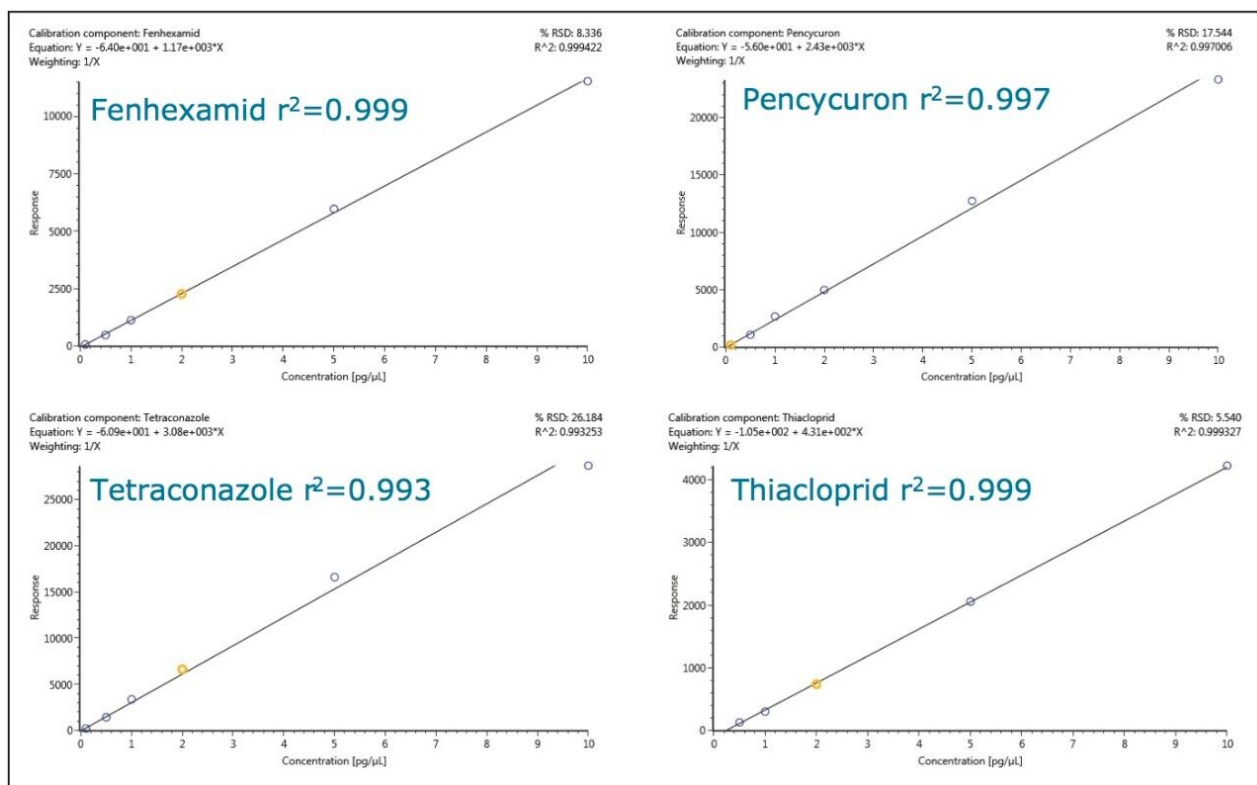 Calibration component: Fenhexamid % RSD: 8.336
Equation: Y = -6.40e+001 + 1.17e+003*X R^2: 0.999422
Weighting: 1/X
Fenhexamid r²=0.999
10000
7500
Response
5000
2500
0
0 1 2 3 4 5 6 7 8 9 10
Concentration [pg/µL]
Calibration component: Pencycuron % RSD: 17.544
Equation: Y = -5.60e+001 + 2.43e+003*X R^2: 0.997006
Weighting: 1/X
Pencycuron r²=0.997
20000
15000
Response
10000
5000
0
0 1 2 3 4 5 6 7 8 9 10
Concentration [pg/µL]
Calibration component: Tetraconazole % RSD: 26.184
Equation: Y = -6.09e+001 + 3.08e+003*X R^2: 0.993253
Weighting: 1/X
Tetraconazole r²=0.993
25000
20000
15000
Response
10000
5000
0
0 1 2 3 4 5 6 7 8 9 10
Concentration [pg/µL]
Calibration component: Thiacloprid % RSD: 5.540
Equation: Y = -1.05e+002 + 4.31e+002*X R^2: 0.999327
Weighting: 1/X
Thiacloprid r²=0.999
4000
3000
Response
2000
1000
0
0 1 2 3 4 5 6 7 8 9 10
Concentration [pg/µL]